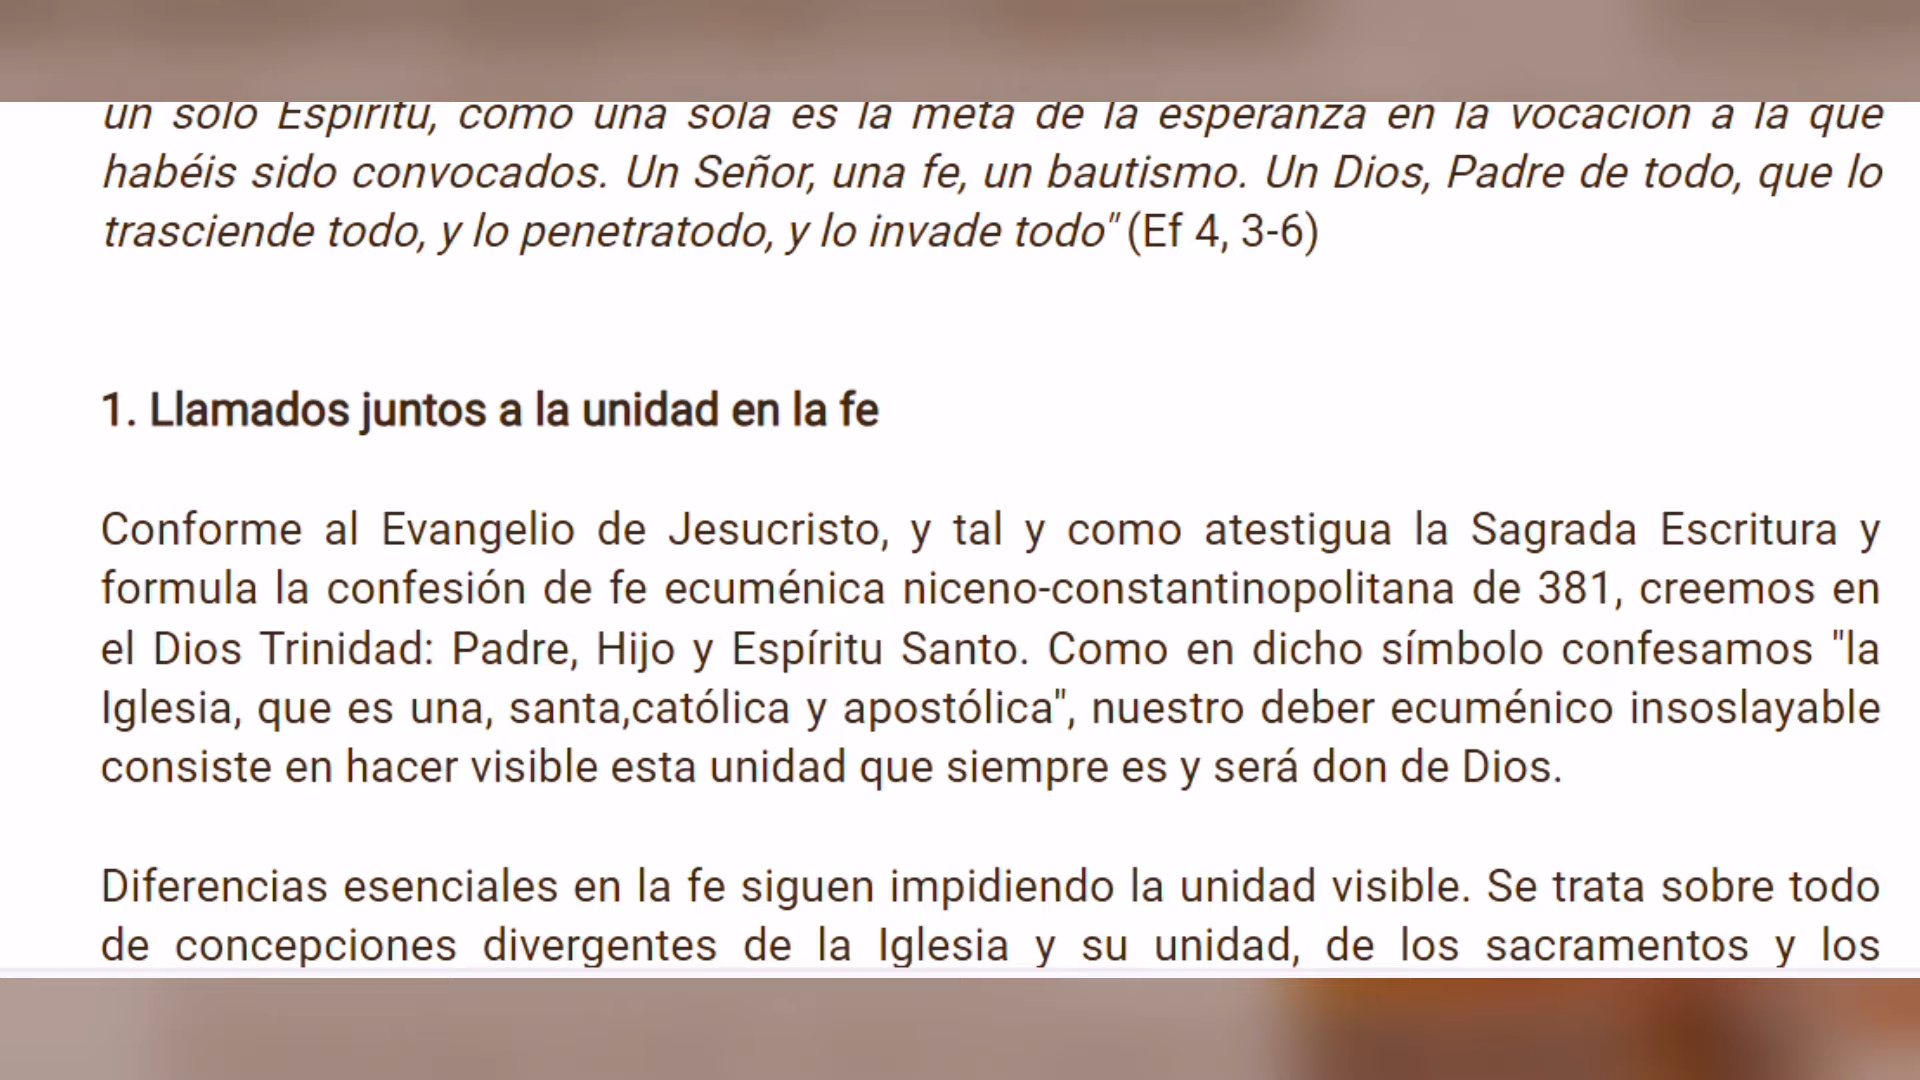 un solo Espíritu, como una sola es la meta de la esperanza en la vocación a la que
habéis sido convocados. Un Señor, una fe, un bautismo. Un Dios, Padre de todo, que lo
trasciende todo, y lo penetratodo, y lo invade todo" (Ef 4, 3-6)
1. Llamados juntos a la unidad en la fe
Conforme al Evangelio de Jesucristo, y tal y como atestigua la Sagrada Escritura y
formula la confesión de fe ecuménica niceno-constantinopolitana de 381, creemos en
el Dios Trinidad: Padre, Hijo y Espíritu Santo. Como en dicho símbolo confesamos "la
Iglesia, que es una, santa,católica y apostólica", nuestro deber ecuménico insoslayable
consiste en hacer visible esta unidad que siempre es y será don de Dios.
Diferencias esenciales en la fe siguen impidiendo la unidad visible. Se trata sobre todo
de concepciones divergentes de la Iglesia y su unidad, de los sacramentos y los